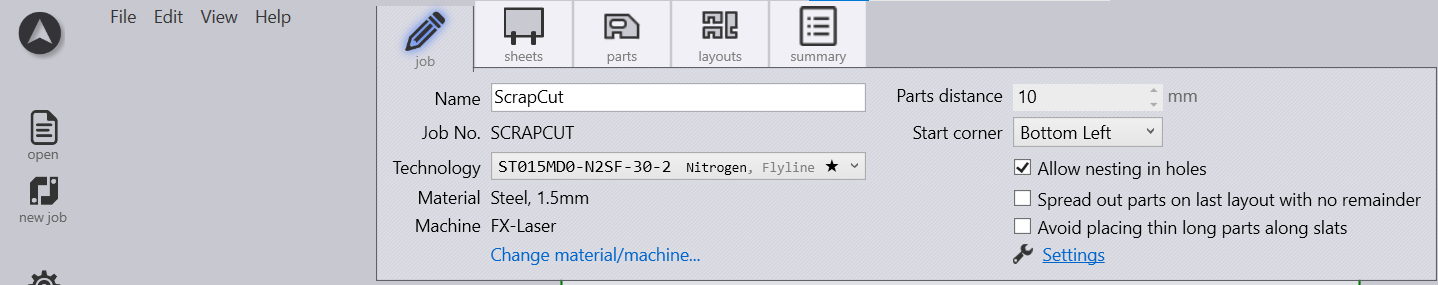 File Edit View Help
job
sheets
parts
layouts
summary
open
new job
Name ScrapCut
Job No. SCRAPCUT
Technology ST015MD0-N2SF-30-2 Nitrogen, Flyline ★
Material Steel, 1.5mm
Machine FX-Laser
Change material/machine...
Parts distance 10 mm
Start corner Bottom Left
Allow nesting in holes
Spread out parts on last layout with no remainder
Avoid placing thin long parts along slats
Settings